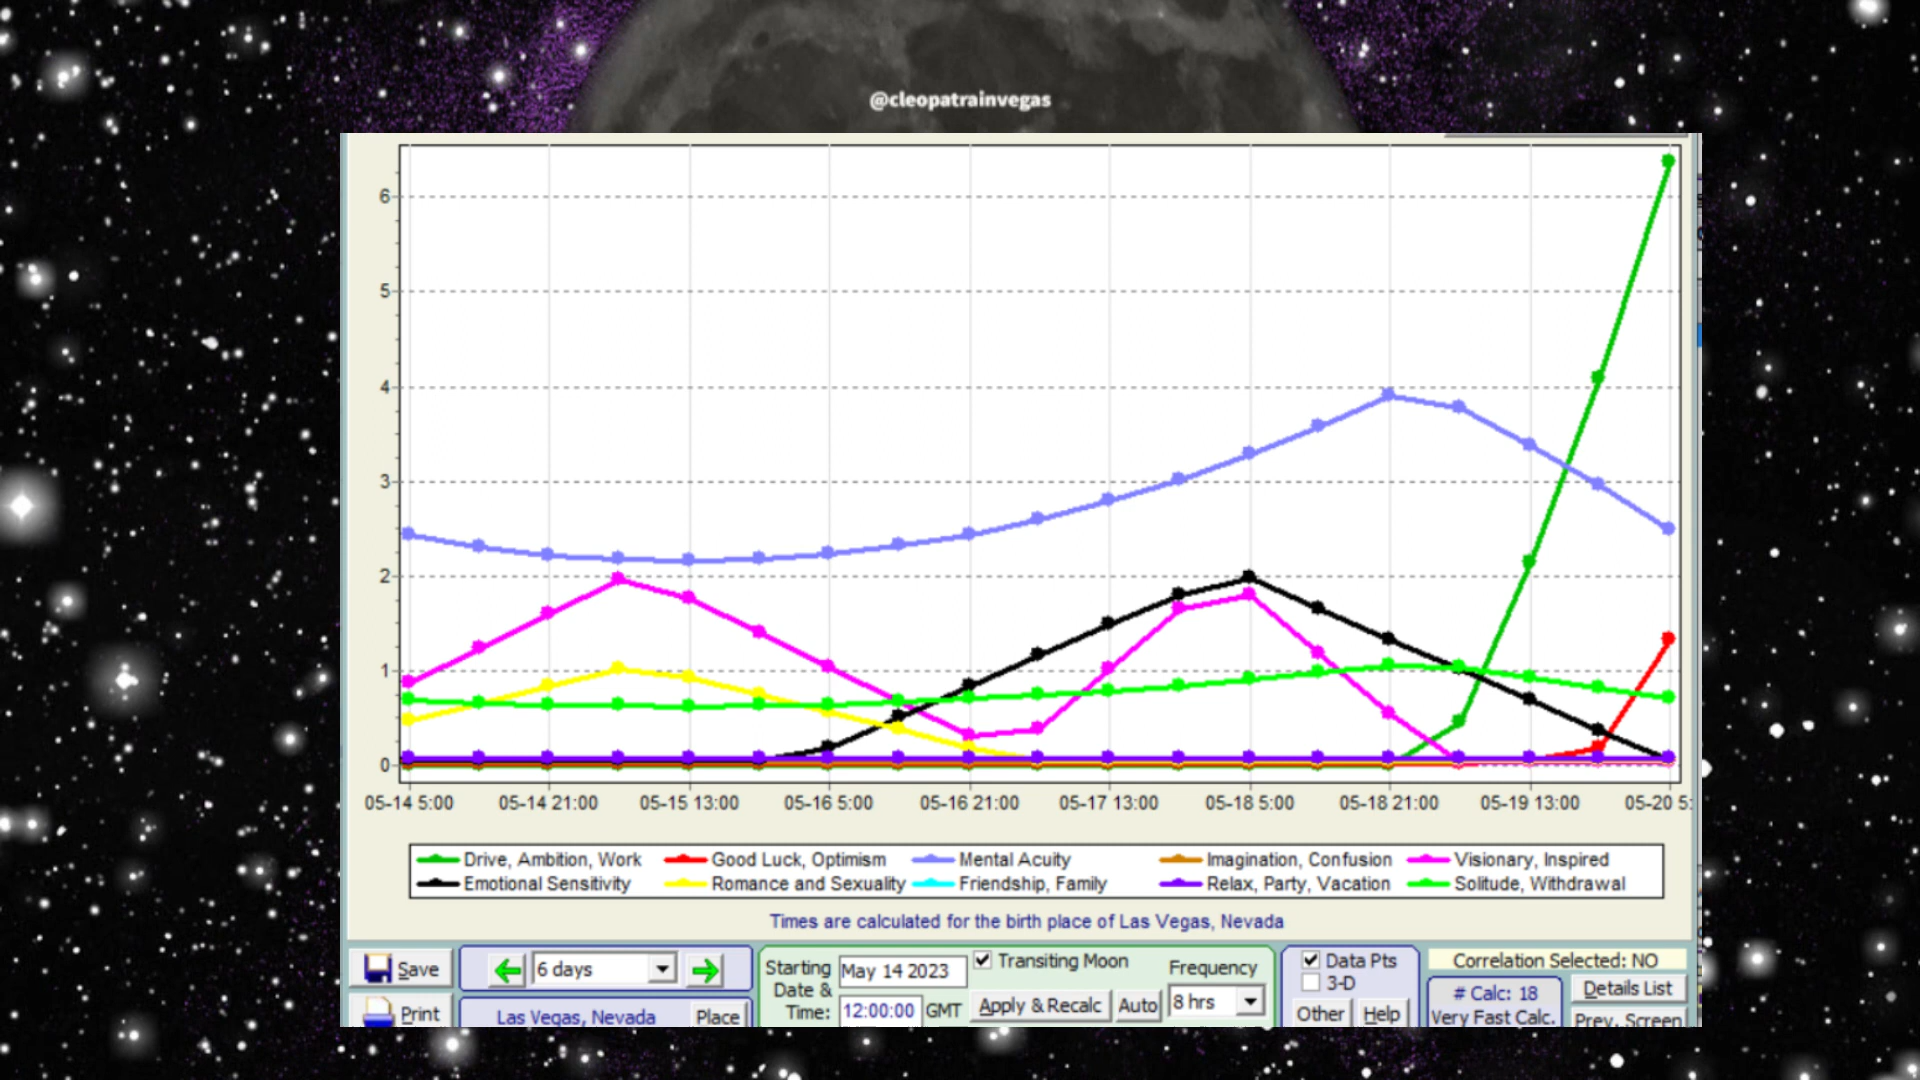 @cleopatrainvegas
6
5
4
3
2
1
0
05-14 5:00 05-14 21:00 05-15 13:00 05-16 5:00 05-16 21:00 05-17 13:00 05-18 5:00 05-18 21:00 05-19 13:00 05-20 5:
Drive, Ambition, Work Good Luck, Optimism Mental Acuity Imagination, Confusion Visionary, Inspired
Emotional Sensitivity Romance and Sexuality Friendship, Family Relax, Party, Vacation Solitude, Withdrawal
Times are calculated for the birth place of Las Vegas, Nevada
Save
Print
6 days
Las Vegas, Nevada Place
Starting
Date &
Time:
May 14 2023
12:00:00 GMT
Transiting Moon
Apply & Recalc Auto
Frequency
8 hrs
Data Pts
3-D
Other Help
Correlation Selected: NO
# Calc: 18
Very Fast Calc.
Details List
Prev. Screen